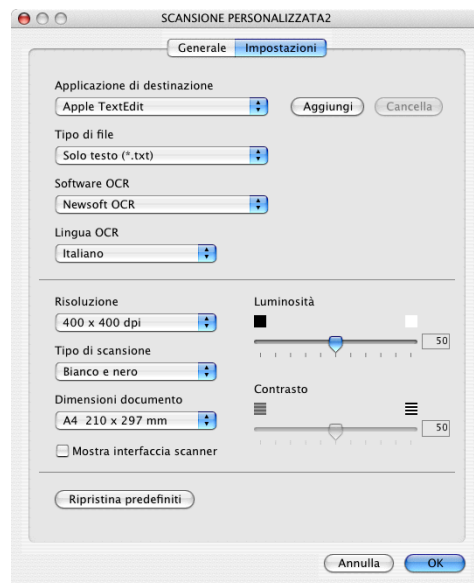 SCANSIONE PERSONALIZZATA2
Generale Impostazioni
Applicazione di destinazione
Apple TextEdit Aggiungi Cancella
Tipo di file
Solo testo (*.txt)
Software OCR
Newsoft OCR
Lingua OCR
Italiano
Risoluzione
400 x 400 dpi
Tipo di scansione
Bianco e nero
Dimensioni documento
A4 210 x 297 mm
Mostra interfaccia scanner
Luminosità
50
Contrasto
50
Ripristina predefiniti
Annulla OK